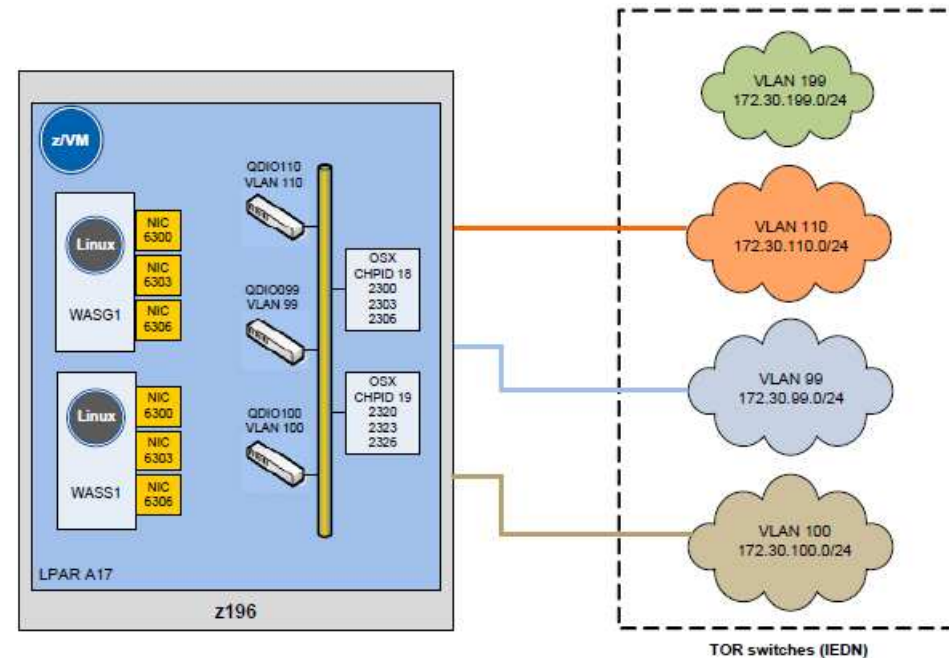 z/VM
Linux
WASG1
NIC
6300
NIC
6303
NIC
6306
Linux
WASS1
NIC
6300
NIC
6303
NIC
6306
QDIO110
VLAN 110
QDIO099
VLAN 99
QDIO100
VLAN 100
OSX
CHPID 18
2300
2303
2306
OSX
CHPID 19
2320
2323
2326
LPAR A17
z196
VLAN 199
172.30.199.0/24
VLAN 110
172.30.110.0/24
VLAN 99
172.30.99.0/24
VLAN 100
172.30.100.0/24
TOR switches (IEDN)